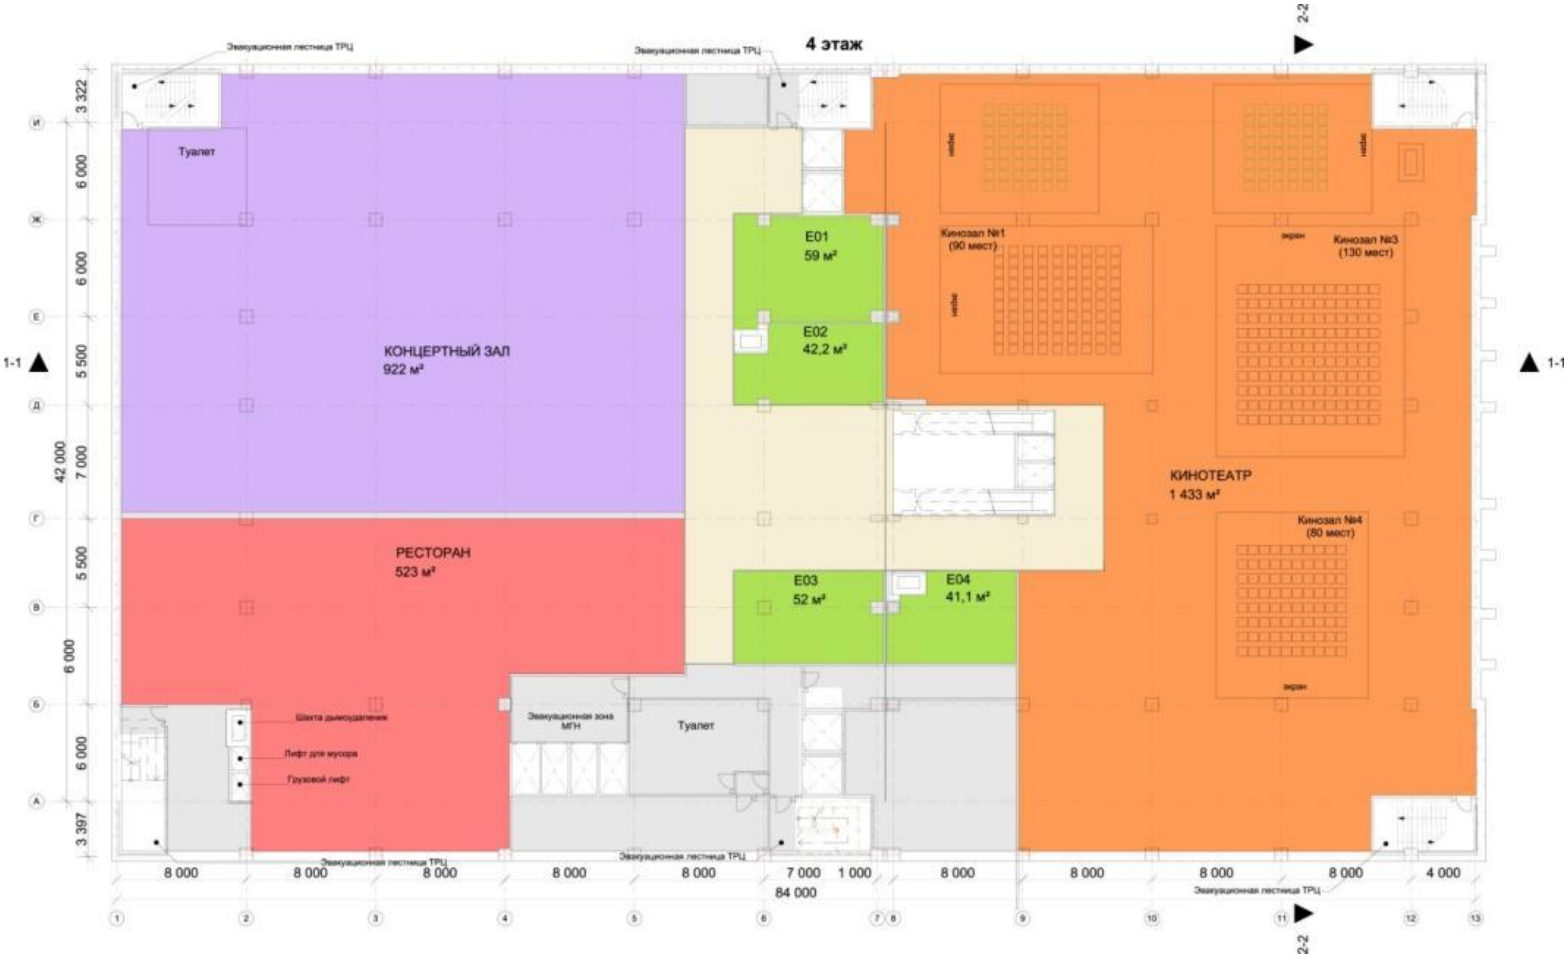 2-2
4 этаж
Эвакуационная лестница ТРЦ
Эвакуационная лестница ТРЦ
3 322
И
6 000
Туалет
экран
экран
Ж
Кинозал №1
(90 мест)
E01
59 м²
экран
Кинозал №3
(130 мест)
6 000
экран
Е
E02
42,2 м²
КОНЦЕРТНЫЙ ЗАЛ
922 м²
1-1
1-1
5 500
Д
42 000
7 000
КИНОТЕАТР
1 433 м²
Г
Кинозал №4
(80 мест)
РЕСТОРАН
523 м²
5 500
E03
52 м²
E04
41,1 м²
В
6 000
экран
Б
Шахта дымоудаления
Эвакуационная зона
МГН
Туалет
Лифт для мусора
6 000
Грузовой лифт
А
3 397
Эвакуационная лестница ТРЦ
Эвакуационная лестница ТРЦ
8 000
8 000
8 000
8 000
8 000
7 000
1 000
8 000
8 000
8 000
8 000
4 000
84 000
Эвакуационная лестница ТРЦ
1
2
3
4
5
6
7
8
9
10
11
12
13
2-2